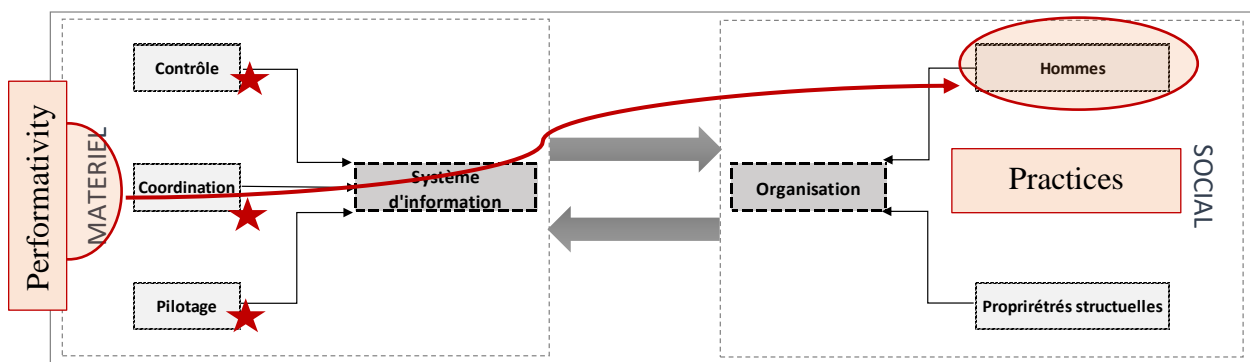 Performativity
MATERIEL
Contrôle
Coordination
Pilotage
Système
d'information
Organisation
Hommes
Practices
Proprirétrés structuelles
SOCIAL